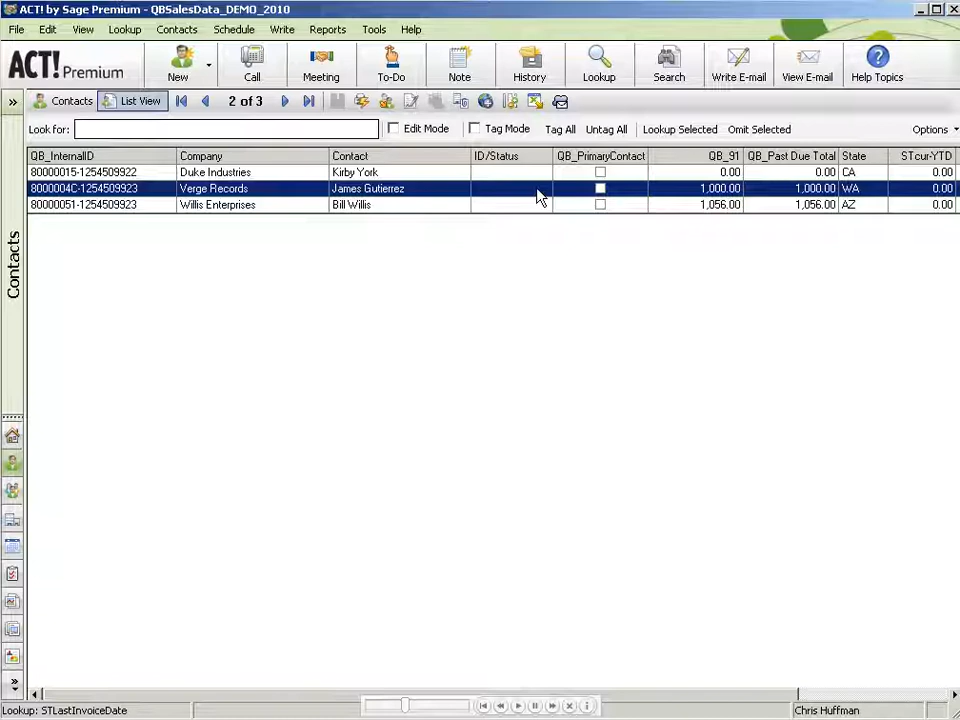 ACT! by Sage Premium - QBSalesData_DEMO_2010
File Edit View Lookup Contacts Schedule Write Reports Tools Help
ACT! Premium New Call Meeting To-Do Note History Lookup Search Write E-mail View E-mail Help Topics
» Contacts List View 2 of 3
Look for: Edit Mode Tag Mode Tag All Untag All Lookup Selected Omit Selected Options
QB_InternalID Company Contact ID/Status QB_PrimaryContact QB_91 QB_Past Due Total State STcur-YTD
80000015-1254509922 Duke Industries Kirby York 0.00 0.00 CA 0.00
8000004C-1254509923 Verge Records James Gutierrez 1,000.00 1,000.00 WA 0.00
80000051-1254509923 Willis Enterprises Bill Willis 1,056.00 1,056.00 AZ 0.00
Contacts
Lookup: STLastInvoiceDate Chris Huffman